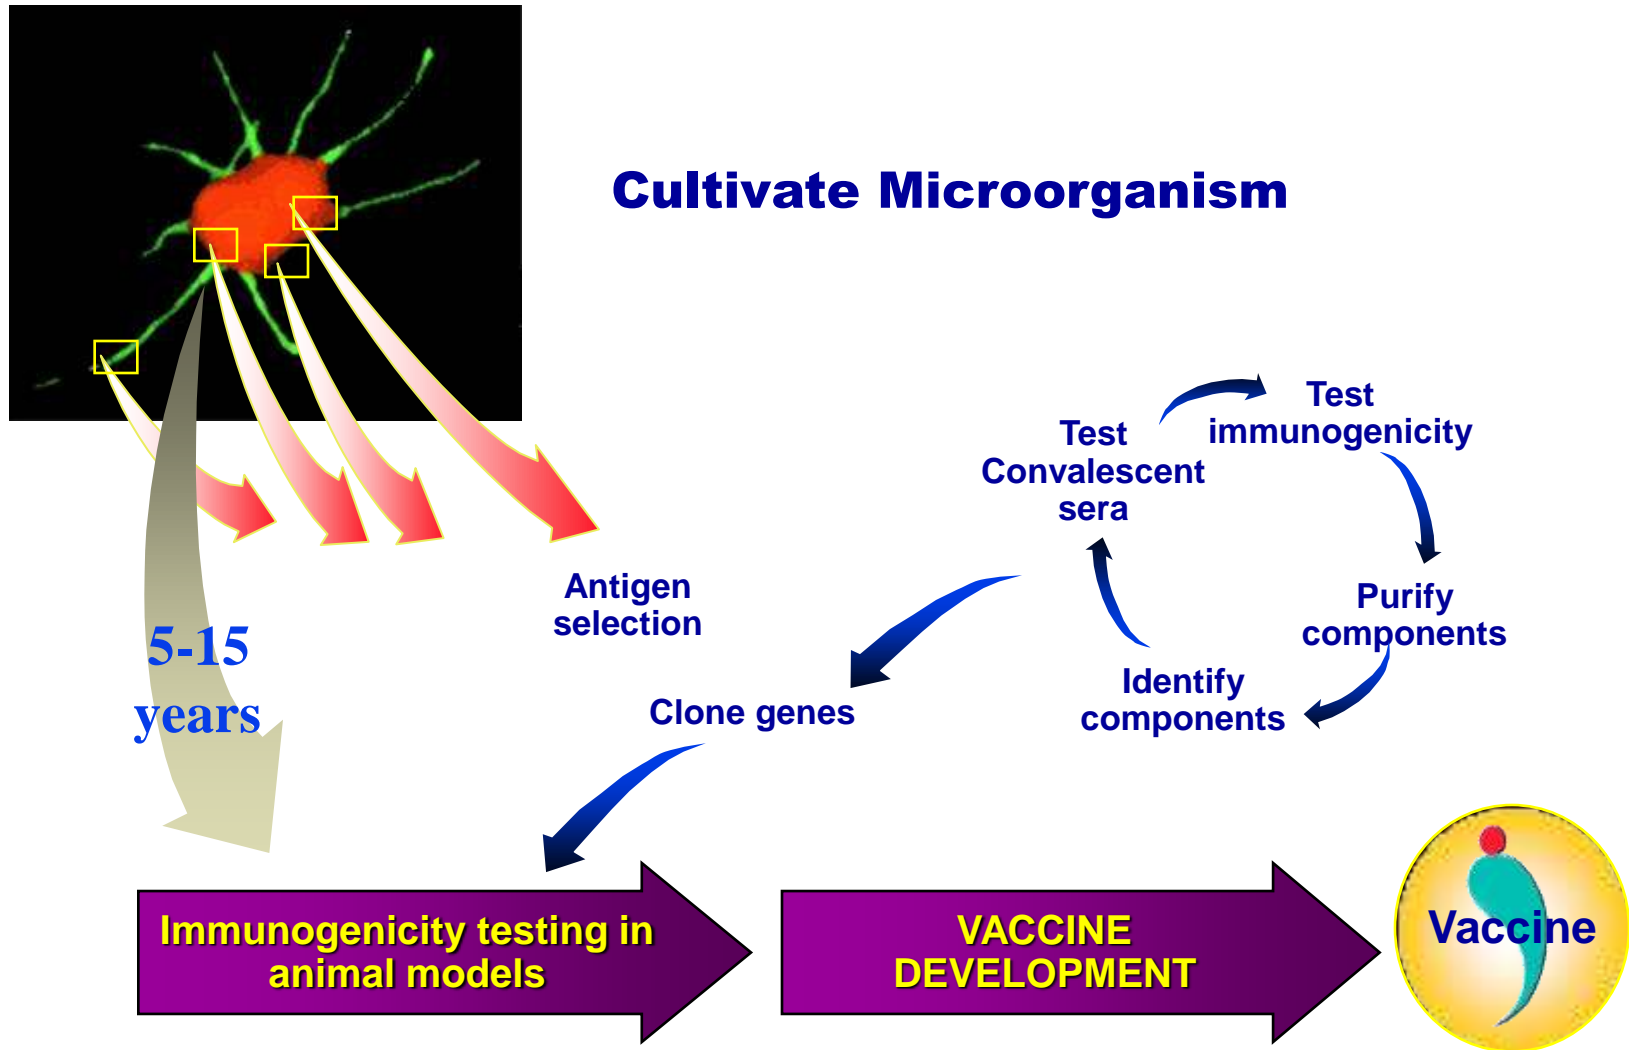 Cultivate Microorganism
Test
immunogenicity
Test
Convalescent
sera
Purify
components
Identify
components
Antigen
selection
Clone genes
5-15
years
Immunogenicity testing in
animal models
VACCINE
DEVELOPMENT
Vaccine